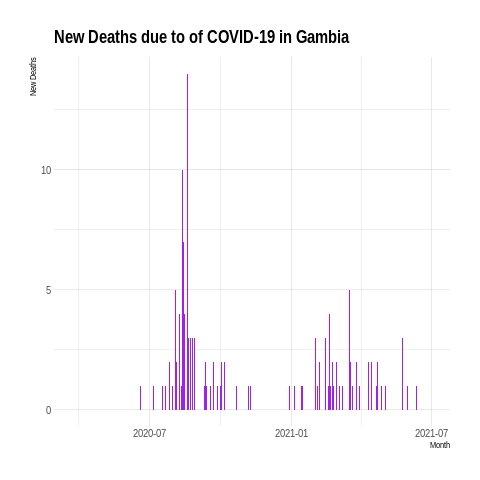 New Deaths due to of COVID-19 in Gambia
New Deaths
10
5
0
2020-07
2021-01
2021-07
Month